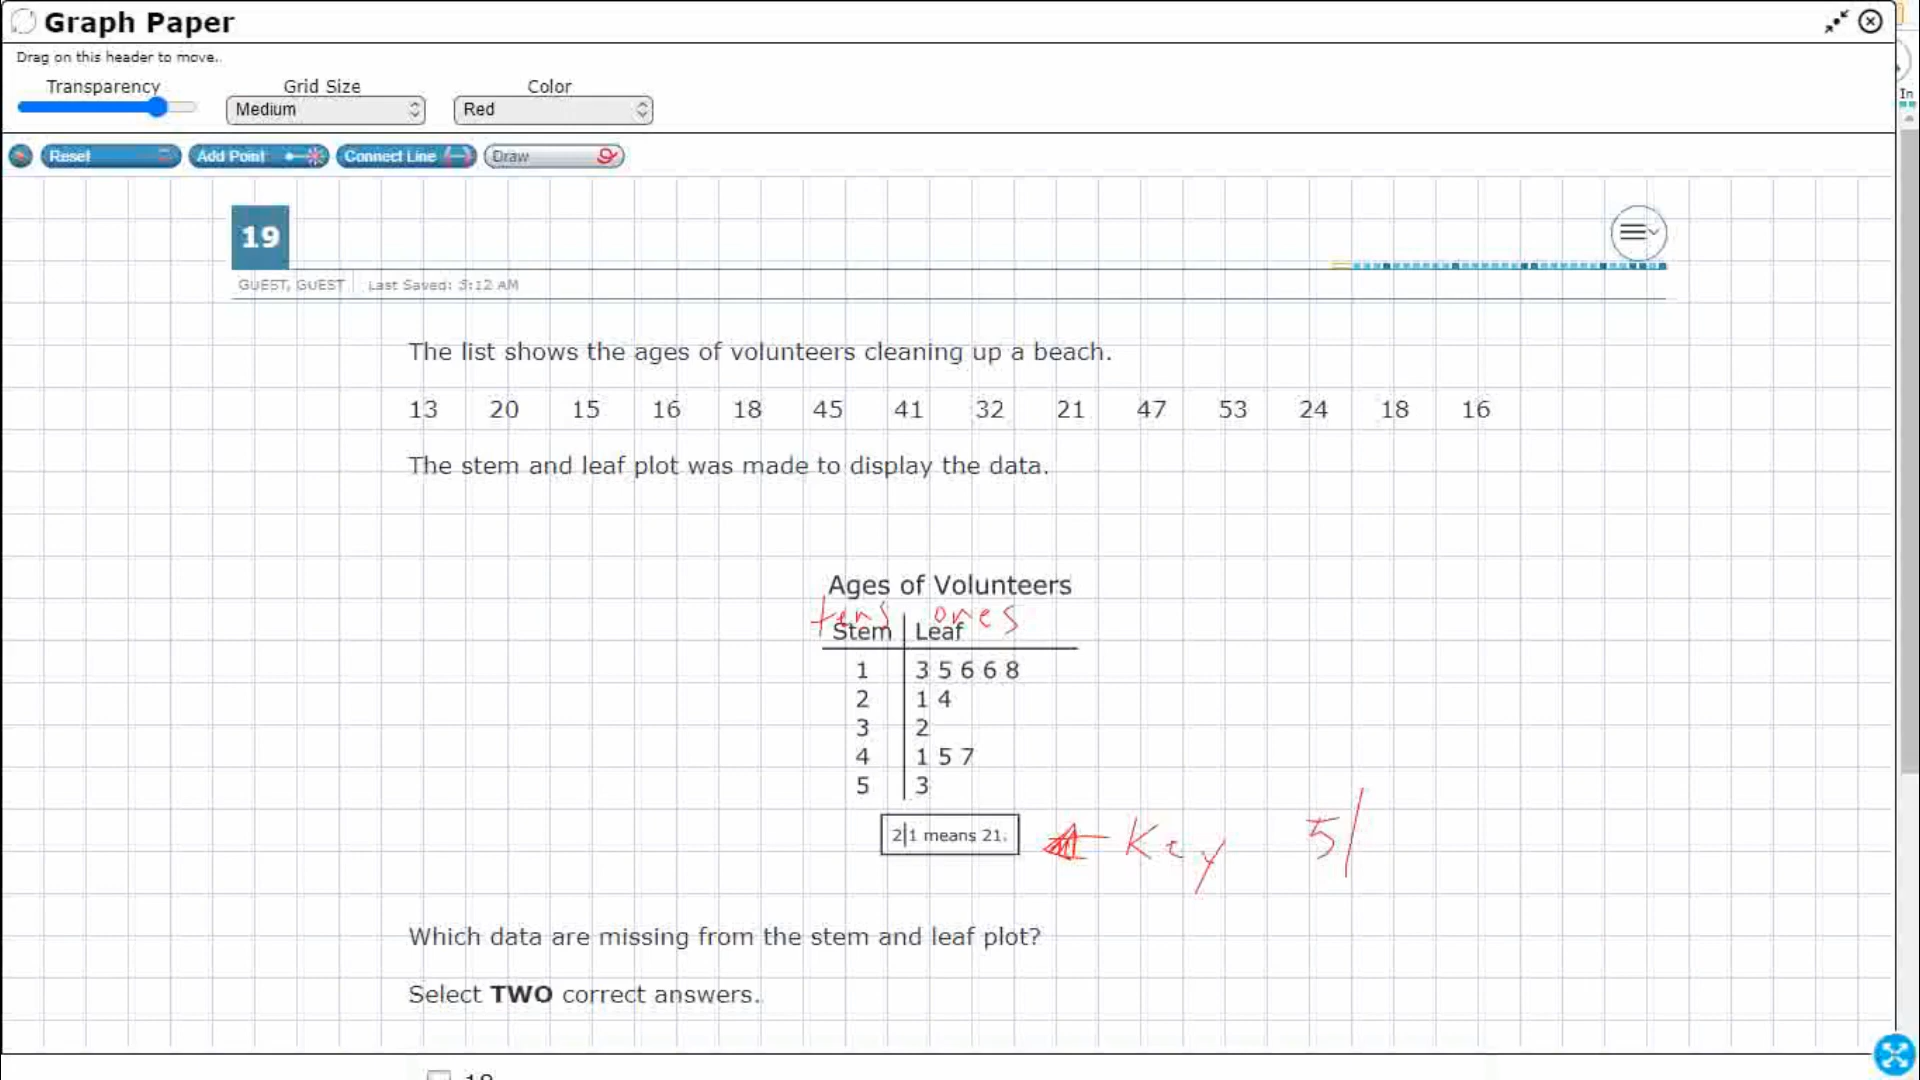 Graph Paper
Drag on this header to move..
Transparency Grid Size Color
Medium Red
Reset Add Point Connect Line Draw
In
19
GUEST, GUEST Last Saved: 3:12 AM
The list shows the ages of volunteers cleaning up a beach.
13 20 15 16 18 45 41 32 21 47 53 24 18 16
The stem and leaf plot was made to display the data.
Ages of Volunteers
tens ones
Stem Leaf
1 3 5 6 6 8
2 1 4
3 2
4 1 5 7
5 3
2|1 means 21.
Key 5|
Which data are missing from the stem and leaf plot?
Select TWO correct answers.